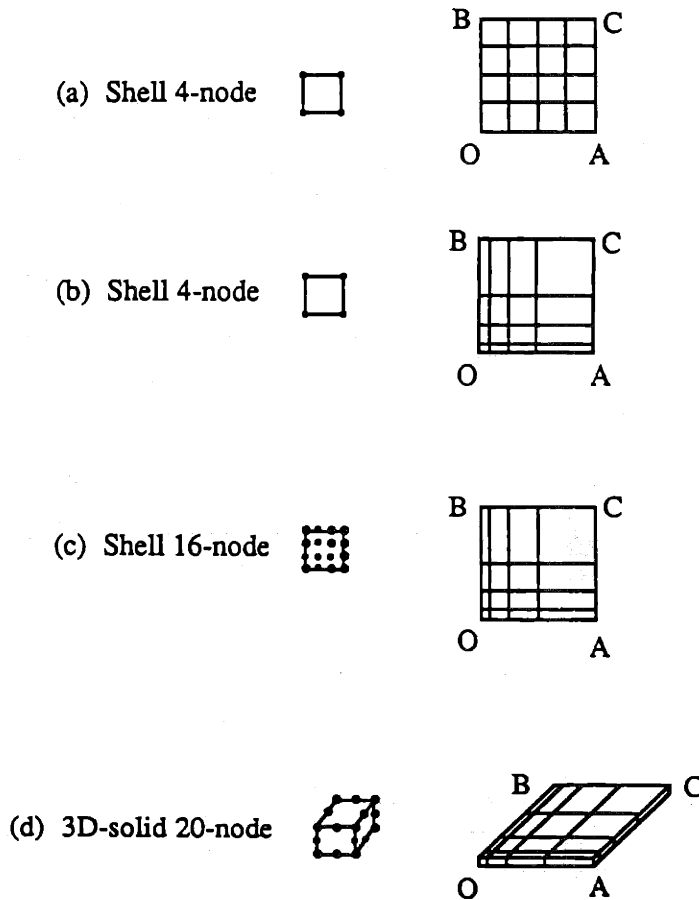 B C
(a) Shell 4-node
O A
B C
(b) Shell 4-node
O A
B C
(c) Shell 16-node
O A
B C
(d) 3D-solid 20-node
O A